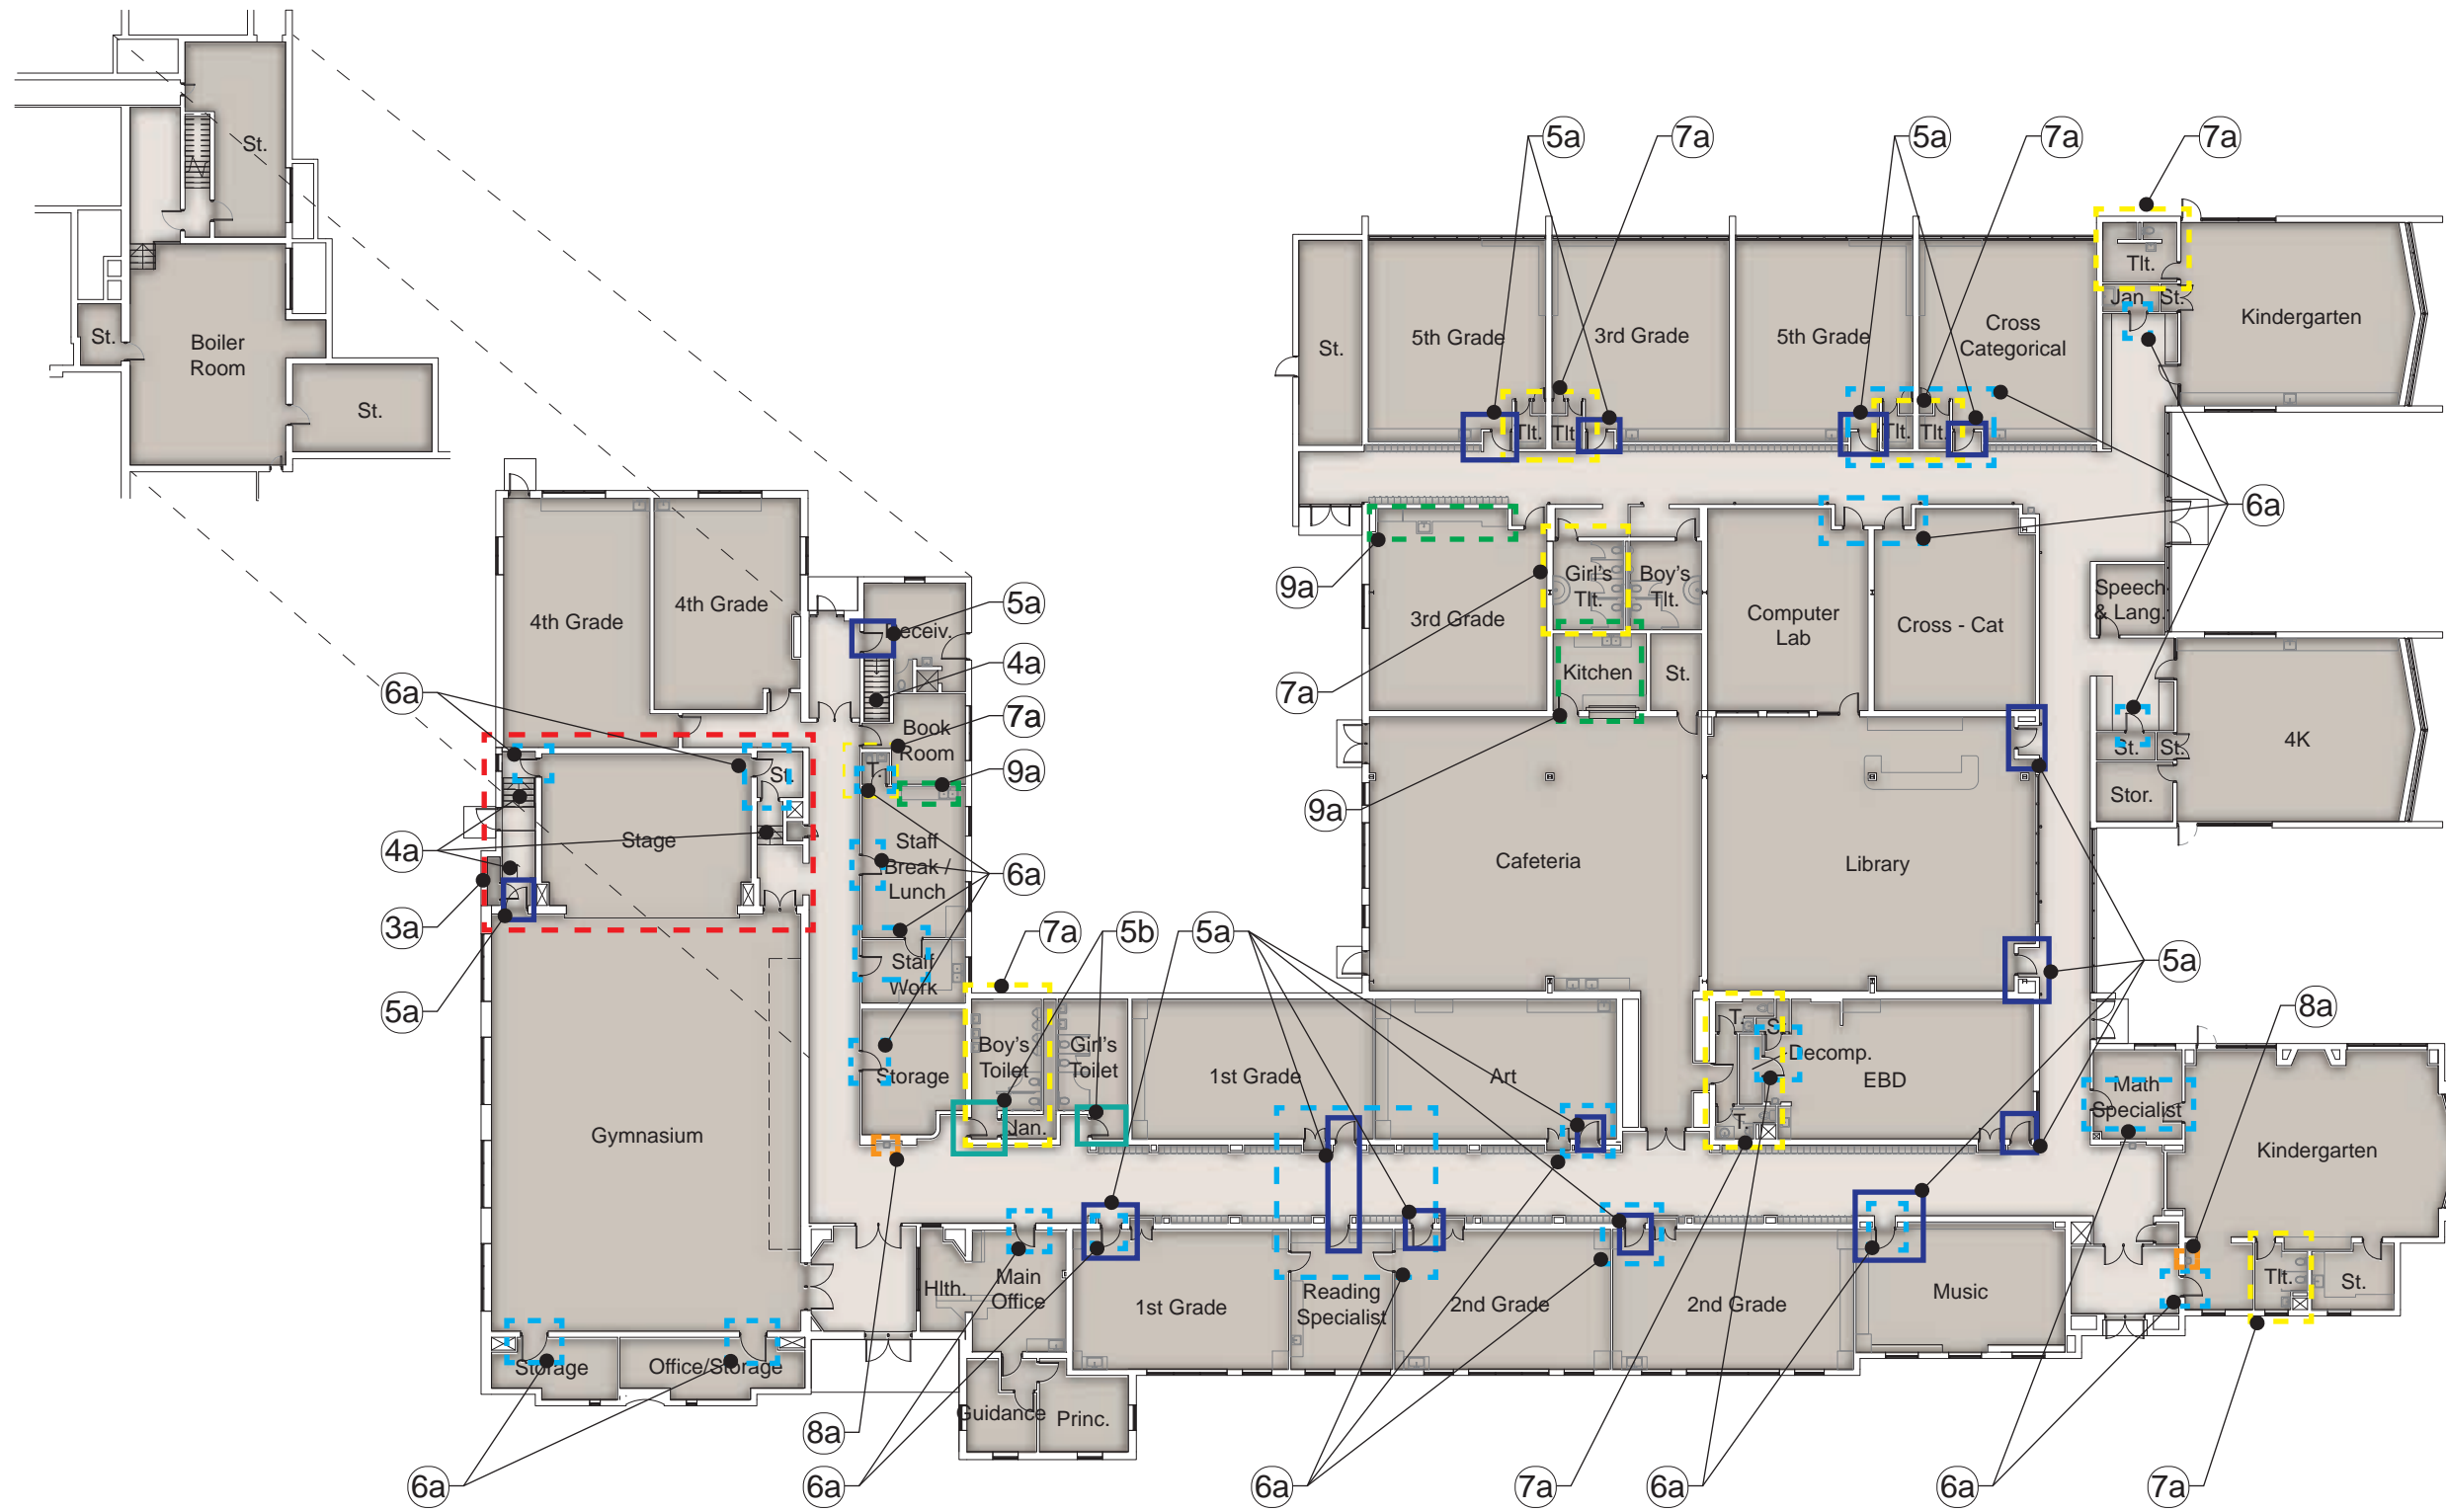 St.
St.
Boiler
Room
St.
5a
7a
5a
7a
7a
Tlt.
Jan.
St.
Kindergarten
St.
5th Grade
3rd Grade
5th Grade
Cross
Categorical
Tlt.
Tlt.
Tlt.
Tlt.
6a
9a
7a
3rd Grade
Girl's
Tlt.
Boy's
Tlt.
Kitchen
St.
Computer
Lab
Cross - Cat
Speech
& Lang.
4K
St.
St.
Stor.
9a
Cafeteria
Library
5a
4th Grade
4th Grade
Receiv.
5a
4a
Book
Room
7a
T.
9a
6a
St.
Stage
4a
3a
5a
Staff
Break /
Lunch
6a
Staff
Work
7a
5b
5a
Storage
Boy's
Toilet
Girl's
Toilet
Jan.
1st Grade
Art
T.
S.
Decomp.
EBD
T.
8a
Math
Specialist
Kindergarten
Tlt.
St.
Gymnasium
Hlth.
Main
Office
1st Grade
Reading
Specialist
2nd Grade
2nd Grade
Music
Storage
Office/Storage
Guidance
Princ.
6a
8a
6a
6a
7a
6a
6a
7a